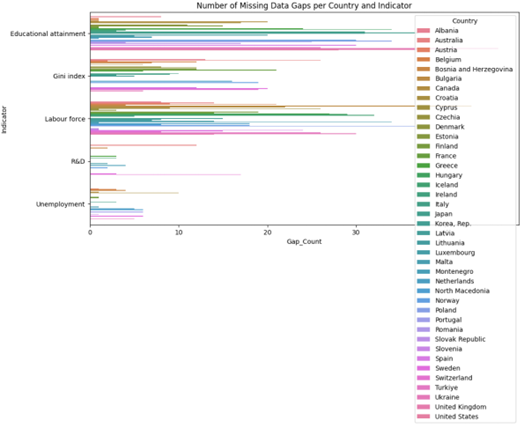 Number of Missing Data Gaps per Country and Indicator
Indicator
Educational attainment
Gini index
Labour force
R&D
Unemployment
0
10
20
30
Gap_Count
Country
Albania
Australia
Austria
Belgium
Bosnia and Herzegovina
Bulgaria
Canada
Croatia
Cyprus
Czechia
Denmark
Estonia
Finland
France
Greece
Hungary
Iceland
Ireland
Italy
Japan
Korea, Rep.
Latvia
Lithuania
Luxembourg
Malta
Montenegro
Netherlands
North Macedonia
Norway
Poland
Portugal
Romania
Slovak Republic
Slovenia
Spain
Sweden
Switzerland
Turkiye
Ukraine
United Kingdom
United States